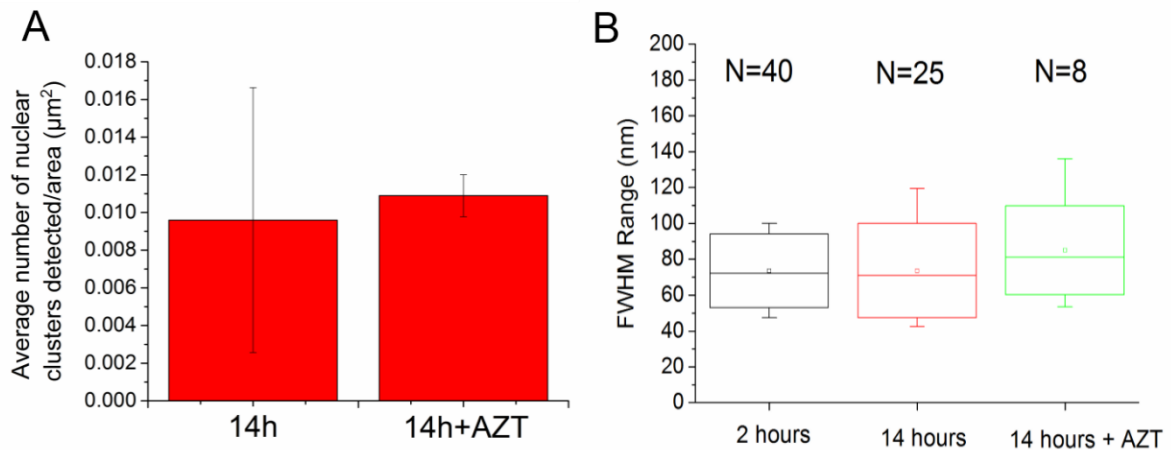 A
Average number of nuclear
clusters detected/area (µm²)
0.018
0.016
0.014
0.012
0.010
0.008
0.006
0.004
0.002
0.000
14h
14h+AZT
B
FWHM Range (nm)
200
180
160
140
120
100
80
60
40
20
0
N=40
N=25
N=8
2 hours
14 hours
14 hours + AZT